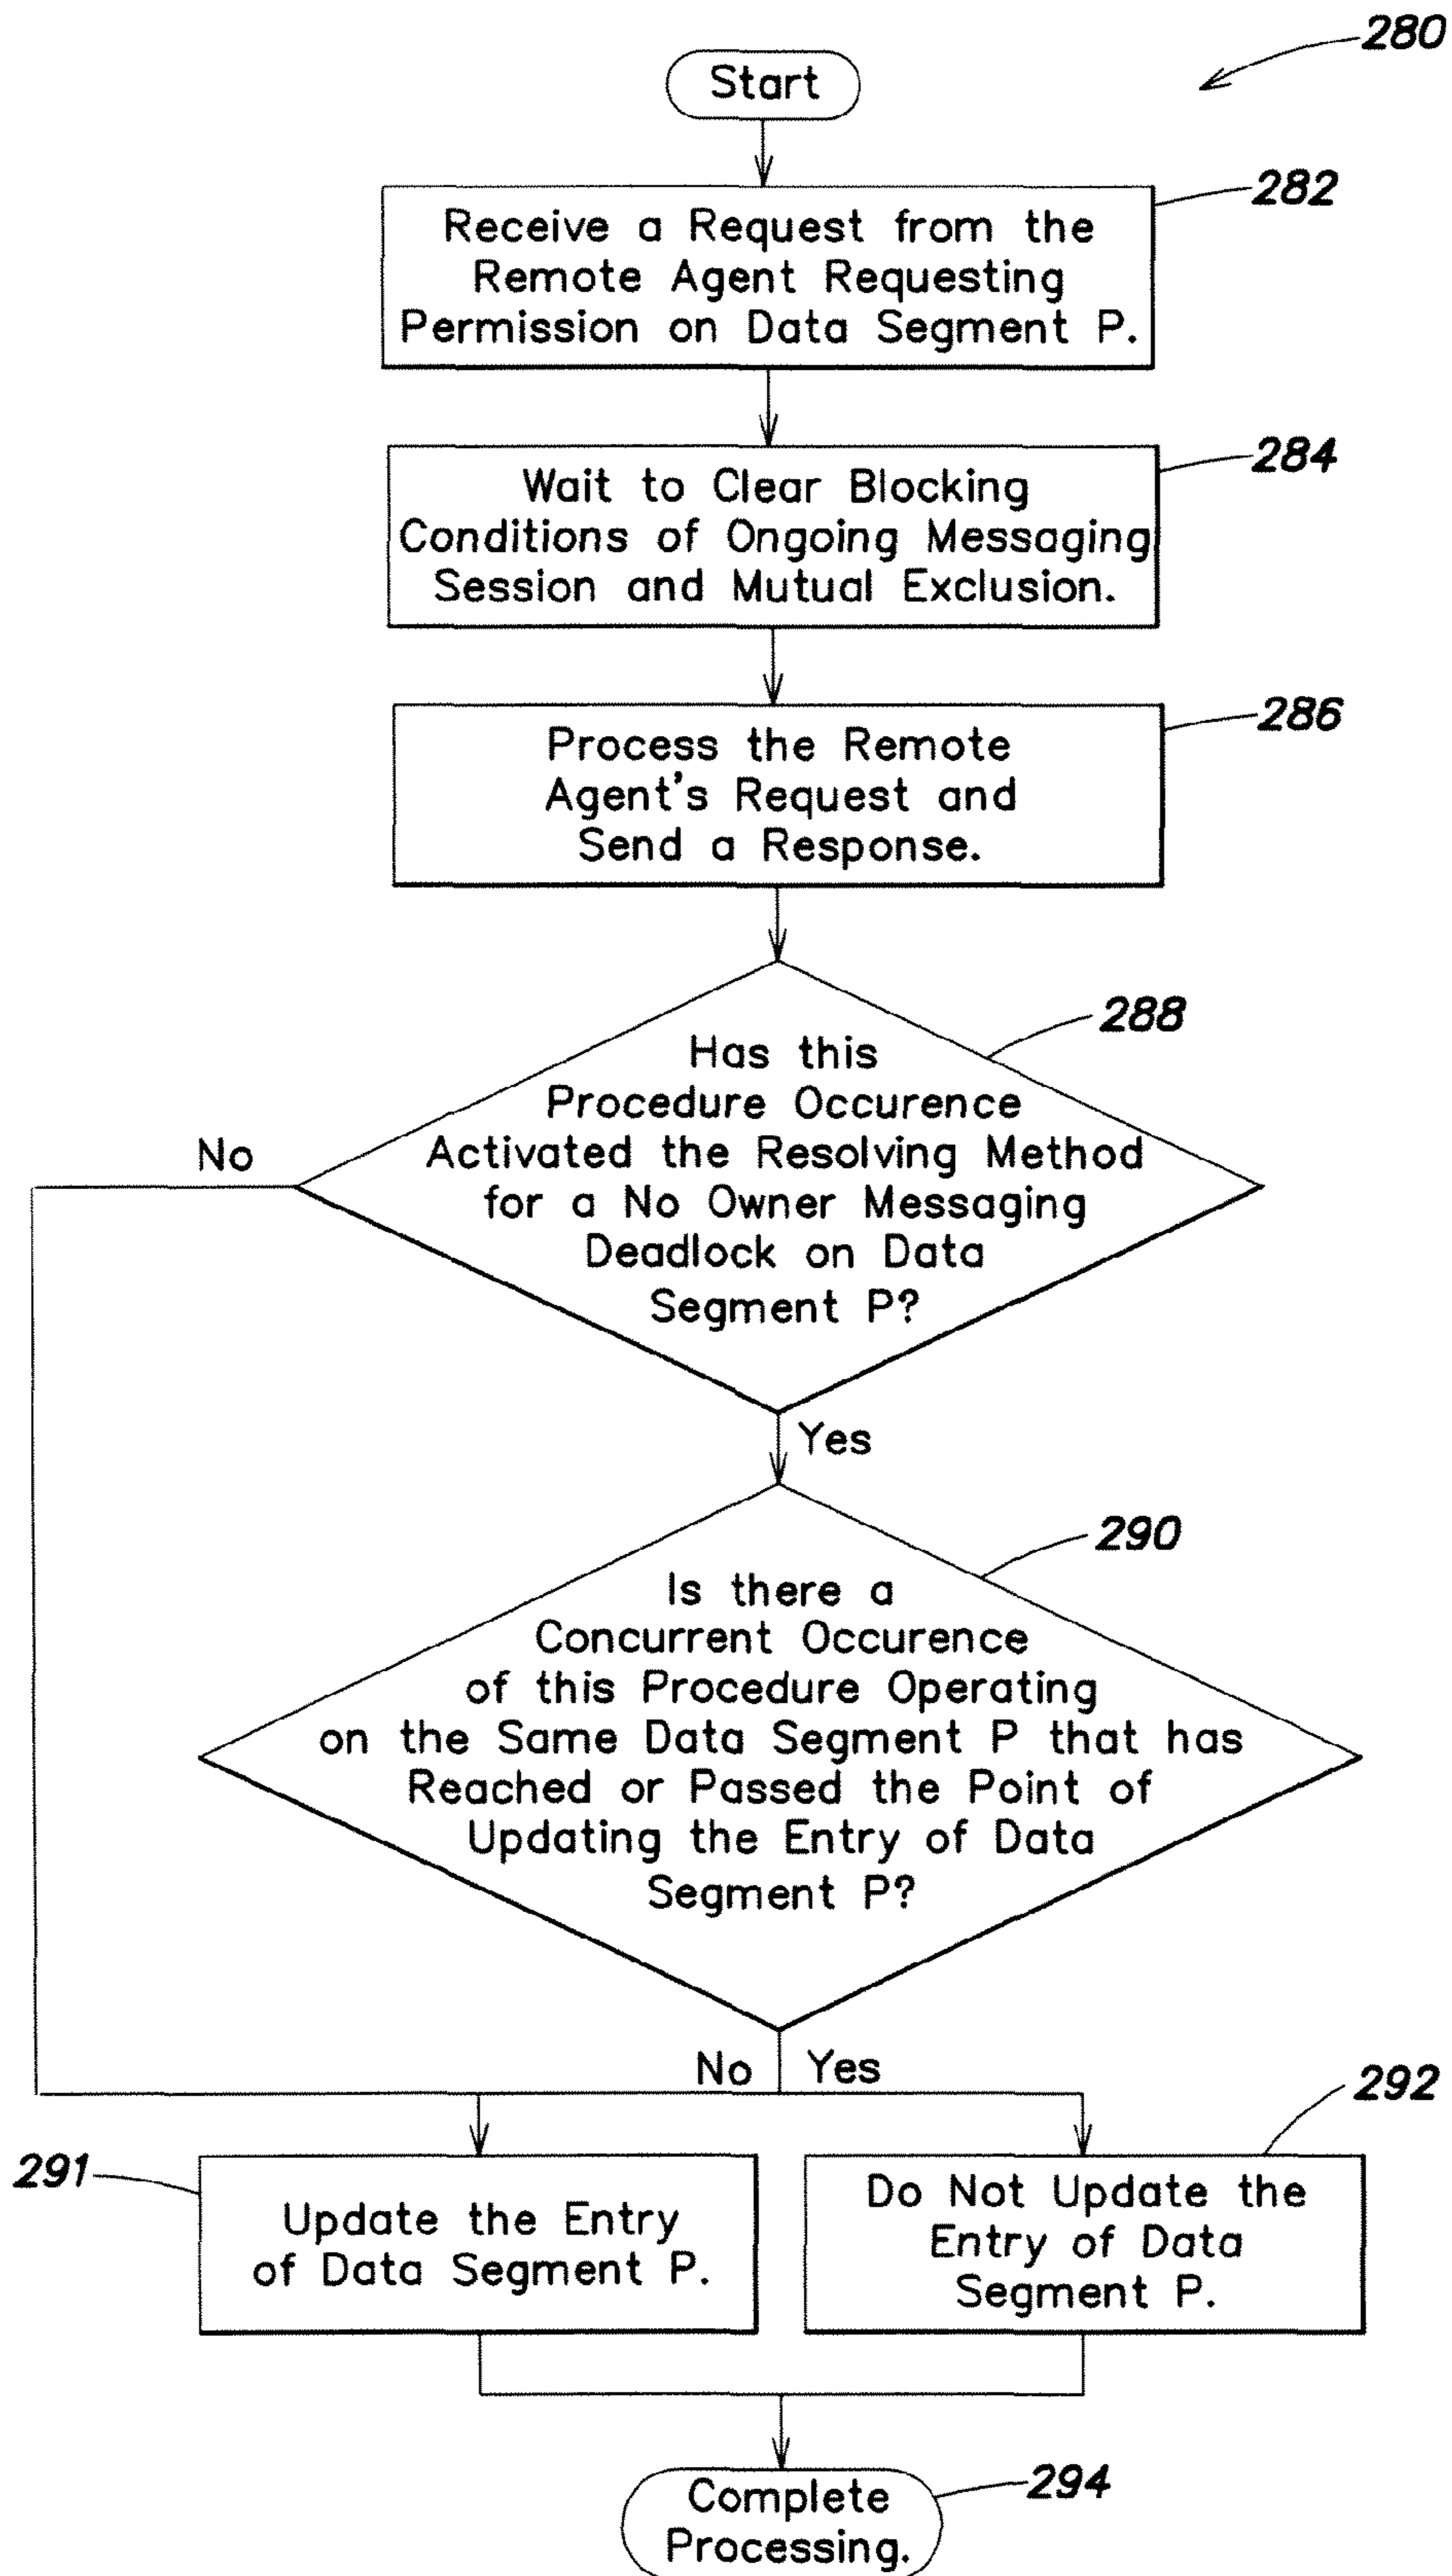 280
Start
282
Receive a Request from the
Remote Agent Requesting
Permission on Data Segment P.
284
Wait to Clear Blocking
Conditions of Ongoing Messaging
Session and Mutual Exclusion.
286
Process the Remote
Agent's Request and
Send a Response.
288
Has this
Procedure Occurence
Activated the Resolving Method
for a No Owner Messaging
Deadlock on Data
Segment P?
No
Yes
290
Is there a
Concurrent Occurence
of this Procedure Operating
on the Same Data Segment P that has
Reached or Passed the Point of
Updating the Entry of Data
Segment P?
No
Yes
291
Update the Entry
of Data Segment P.
292
Do Not Update the
Entry of Data
Segment P.
294
Complete
Processing.